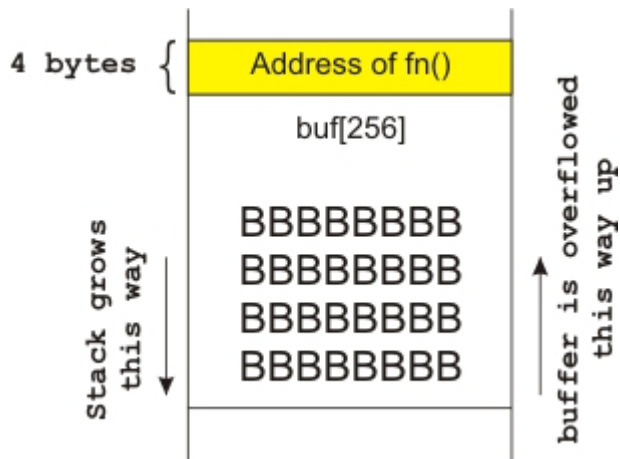 4 bytes
Address of fn()
buf[256]
BBBBBBBB
BBBBBBBB
BBBBBBBB
BBBBBBBB
Stack grows
this way
buffer is overflowed
this way up